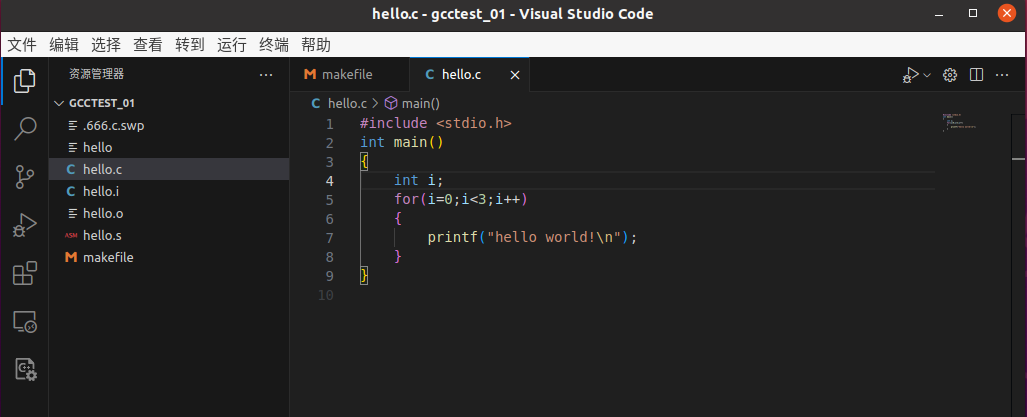 hello.c - gcctest_01 - Visual Studio Code
文件 编辑 选择 查看 转到 运行 终端 帮助
资源管理器
GCCTEST_01
.666.c.swp
hello
C hello.c
C hello.i
hello.o
ASM hello.s
M makefile
M makefile C hello.c
C hello.c > main()
1 #include <stdio.h>
2 int main()
3 {
4 int i;
5 for(i=0;i<3;i++)
6 {
7 printf("hello world!\n");
8 }
9 }
10